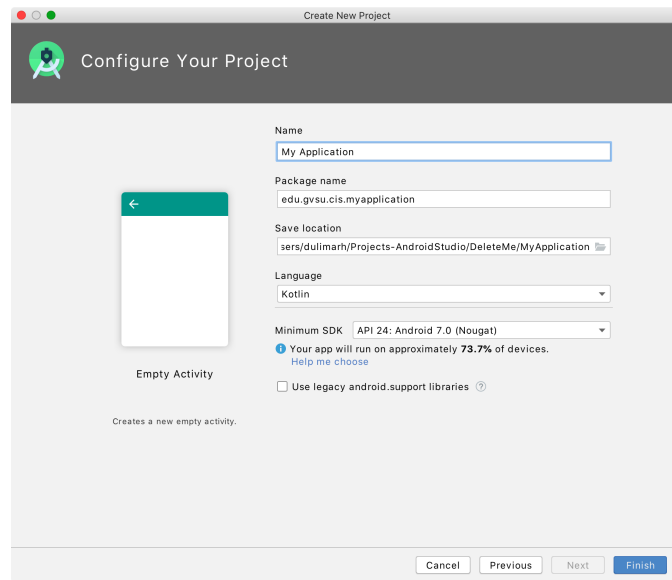 Create New Project
Configure Your Project
Name
My Application
Package name
edu.gvsu.cis.myapplication
Save location
sers/dulimarh/Projects-AndroidStudio/DeleteMe/MyApplication
Language
Kotlin
Minimum SDK API 24: Android 7.0 (Nougat)
Your app will run on approximately 73.7% of devices.
Help me choose
Use legacy android.support libraries ?
Empty Activity
Creates a new empty activity.
Cancel Previous Next Finish